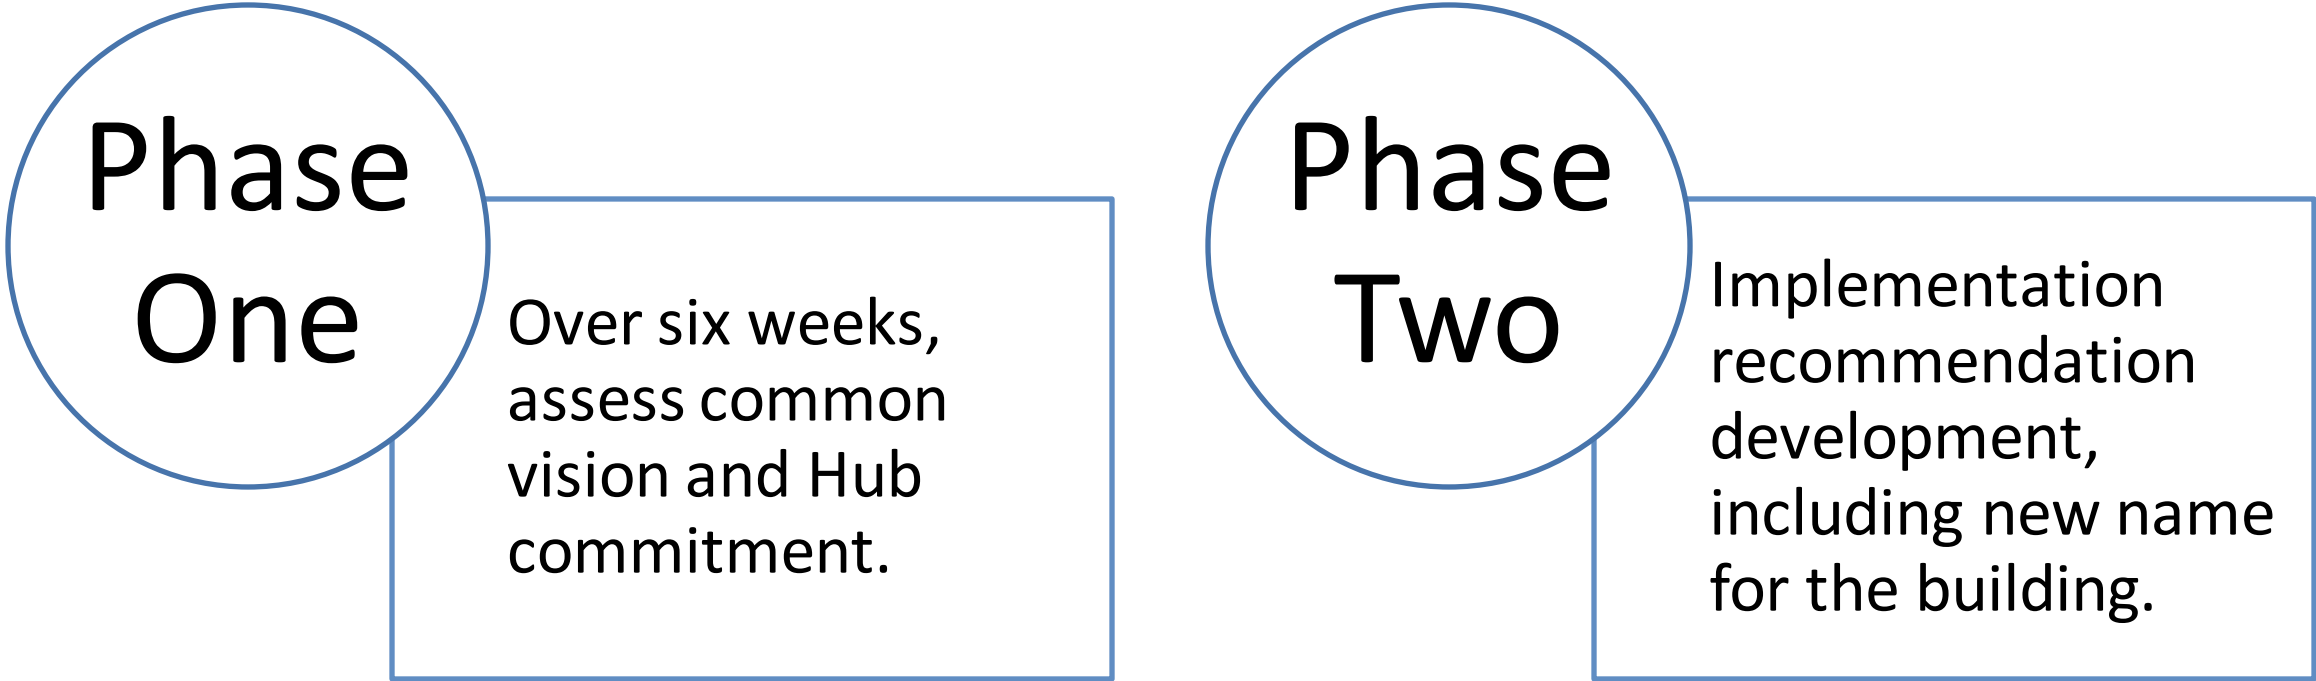 Phase
One
Over six weeks,
assess common
vision and Hub
commitment.
Phase
Two
Implementation
recommendation
development,
including new name
for the building.